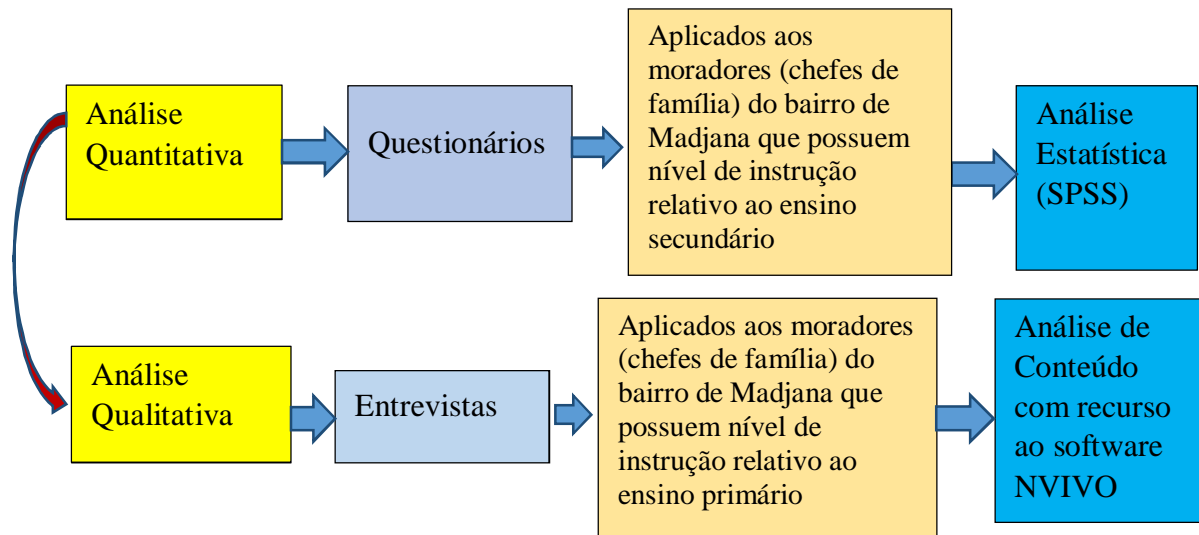 Análise
Quantitativa
Questionários
Aplicados aos
moradores (chefes de
família) do bairro de
Madjana que possuem
nível de instrução
relativo ao ensino
secundário
Análise
Estatística
(SPSS)
Análise
Qualitativa
Entrevistas
Aplicados aos moradores
(chefes de família) do
bairro de Madjana que
possuem nível de
instrução relativo ao
ensino primário
Análise de
Conteúdo
com recurso
ao software
NVIVO